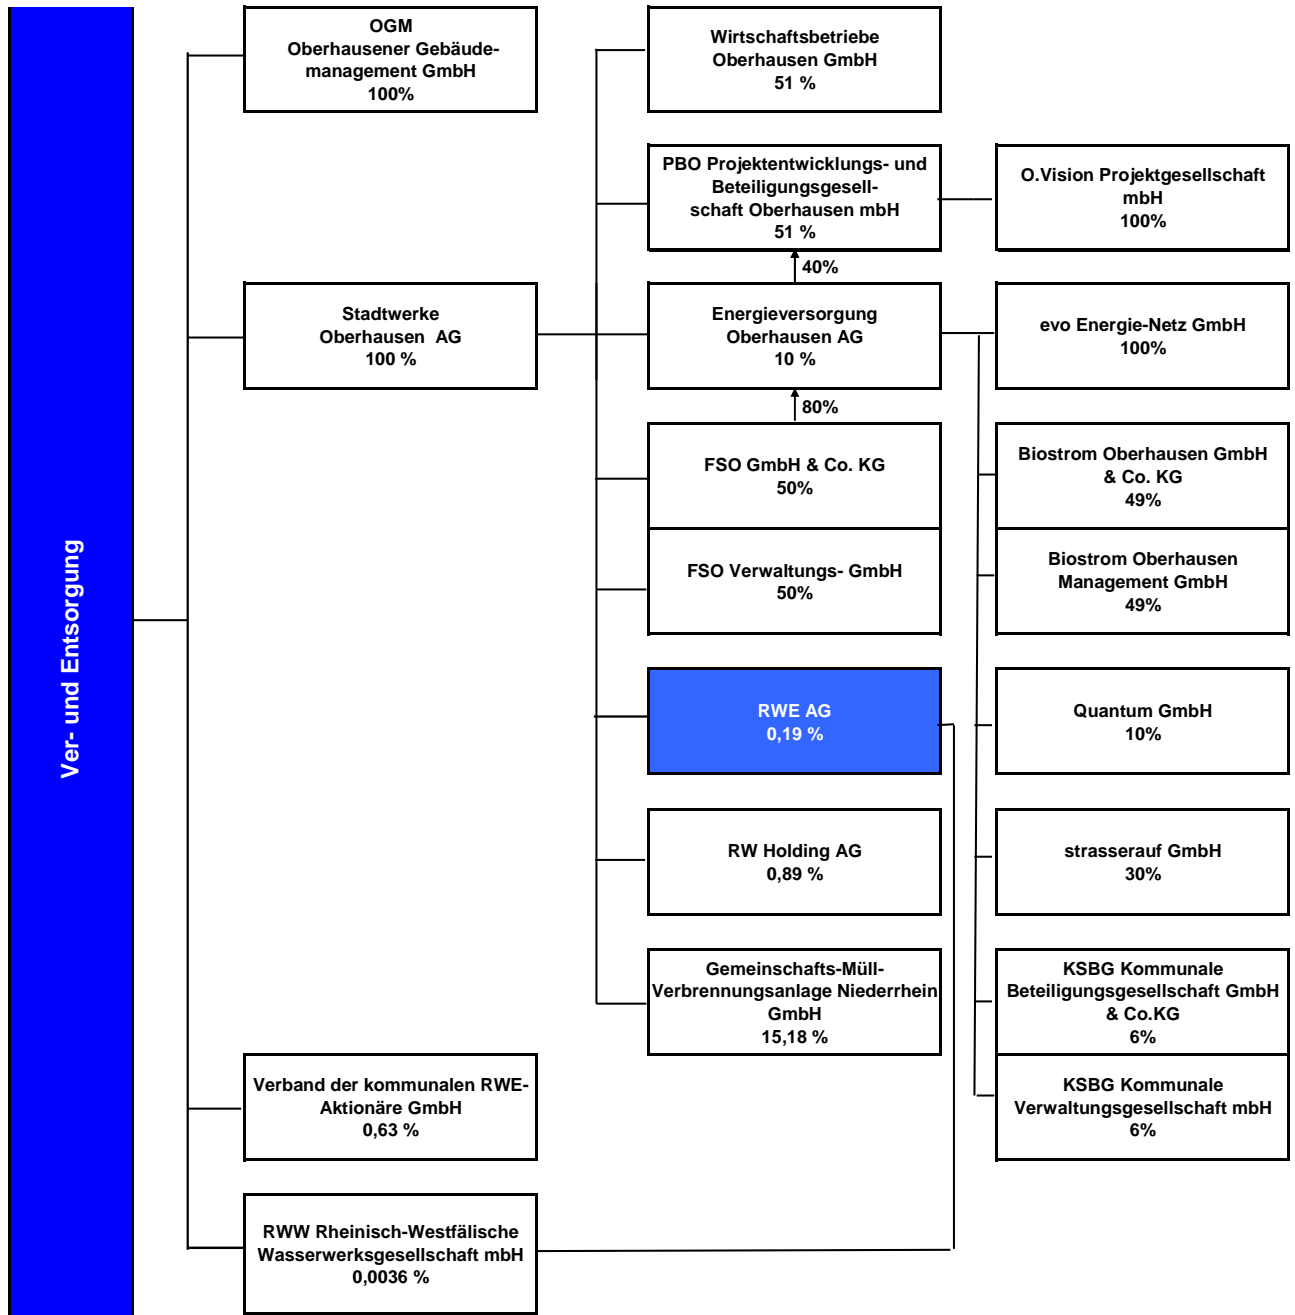 Ver- und Entsorgung
OGM
Oberhausener Gebäude-
management GmbH
100%
Stadtwerke
Oberhausen AG
100 %
Verband der kommunalen RWE-
Aktionäre GmbH
0,63 %
RWW Rheinisch-Westfälische
Wasserwerksgesellschaft mbH
0,0036 %
Wirtschaftsbetriebe
Oberhausen GmbH
51 %
PBO Projektentwicklungs- und
Beteiligungsgesell-
schaft Oberhausen mbH
51 %
40%
Energieversorgung
Oberhausen AG
10 %
80%
FSO GmbH & Co. KG
50%
FSO Verwaltungs- GmbH
50%
RWE AG
0,19 %
RW Holding AG
0,89 %
Gemeinschafts-Müll-
Verbrennungsanlage Niederrhein
GmbH
15,18 %
O.Vision Projektgesellschaft
mbH
100%
evo Energie-Netz GmbH
100%
Biostrom Oberhausen GmbH
& Co. KG
49%
Biostrom Oberhausen
Management GmbH
49%
Quantum GmbH
10%
strasserauf GmbH
30%
KSBG Kommunale
Beteiligungsgesellschaft GmbH
& Co.KG
6%
KSBG Kommunale
Verwaltungsgesellschaft mbH
6%